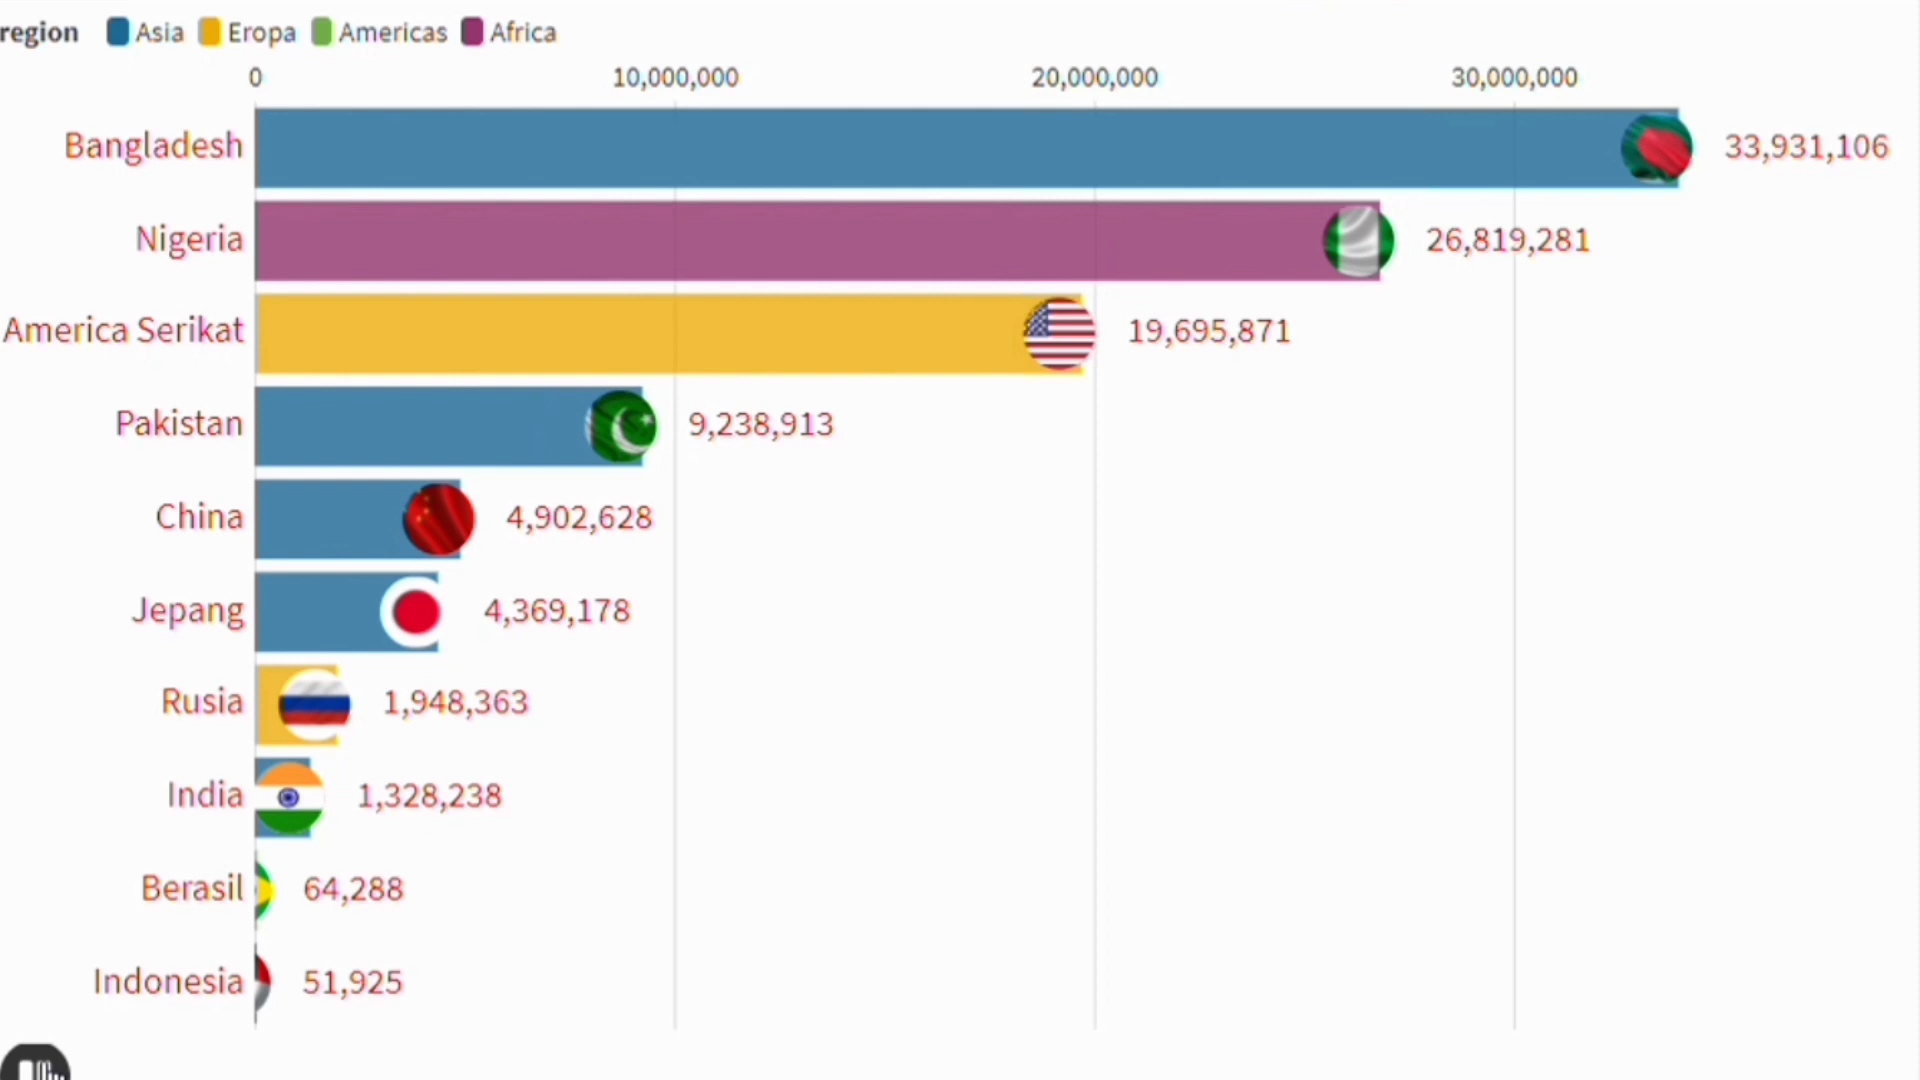 region Asia Eropa Americas Africa
0 10,000,000 20,000,000 30,000,000
Bangladesh 33,931,106
Nigeria 26,819,281
America Serikat 19,695,871
Pakistan 9,238,913
China 4,902,628
Jepang 4,369,178
Rusia 1,948,363
India 1,328,238
Berasil 64,288
Indonesia 51,925